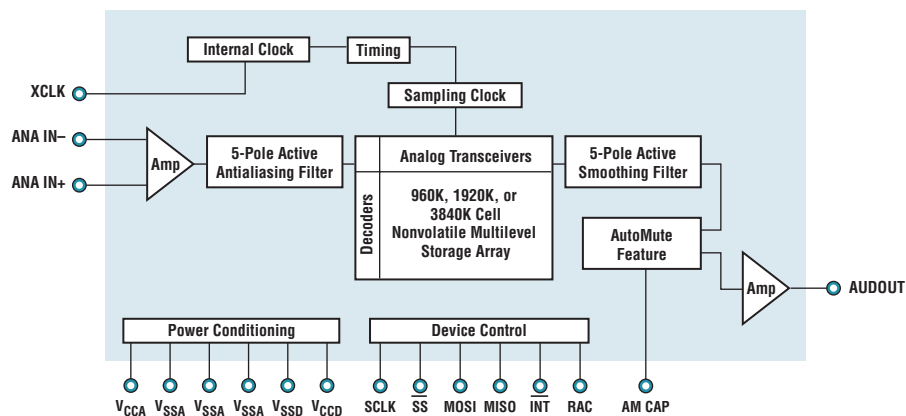 Internal Clock
Timing
XCLK
Sampling Clock
ANA IN–
ANA IN+
Amp
5-Pole Active
Antialiasing Filter
Decoders
Analog Transceivers
960K, 1920K, or
3840K Cell
Nonvolatile Multilevel
Storage Array
5-Pole Active
Smoothing Filter
AutoMute
Feature
Amp
AUDOUT
Power Conditioning
Device Control
VCCA VSSA VSSA VSSA VSSD VCCD SCLK S̅S̅ MOSI MISO I̅N̅T̅ RAC AM CAP